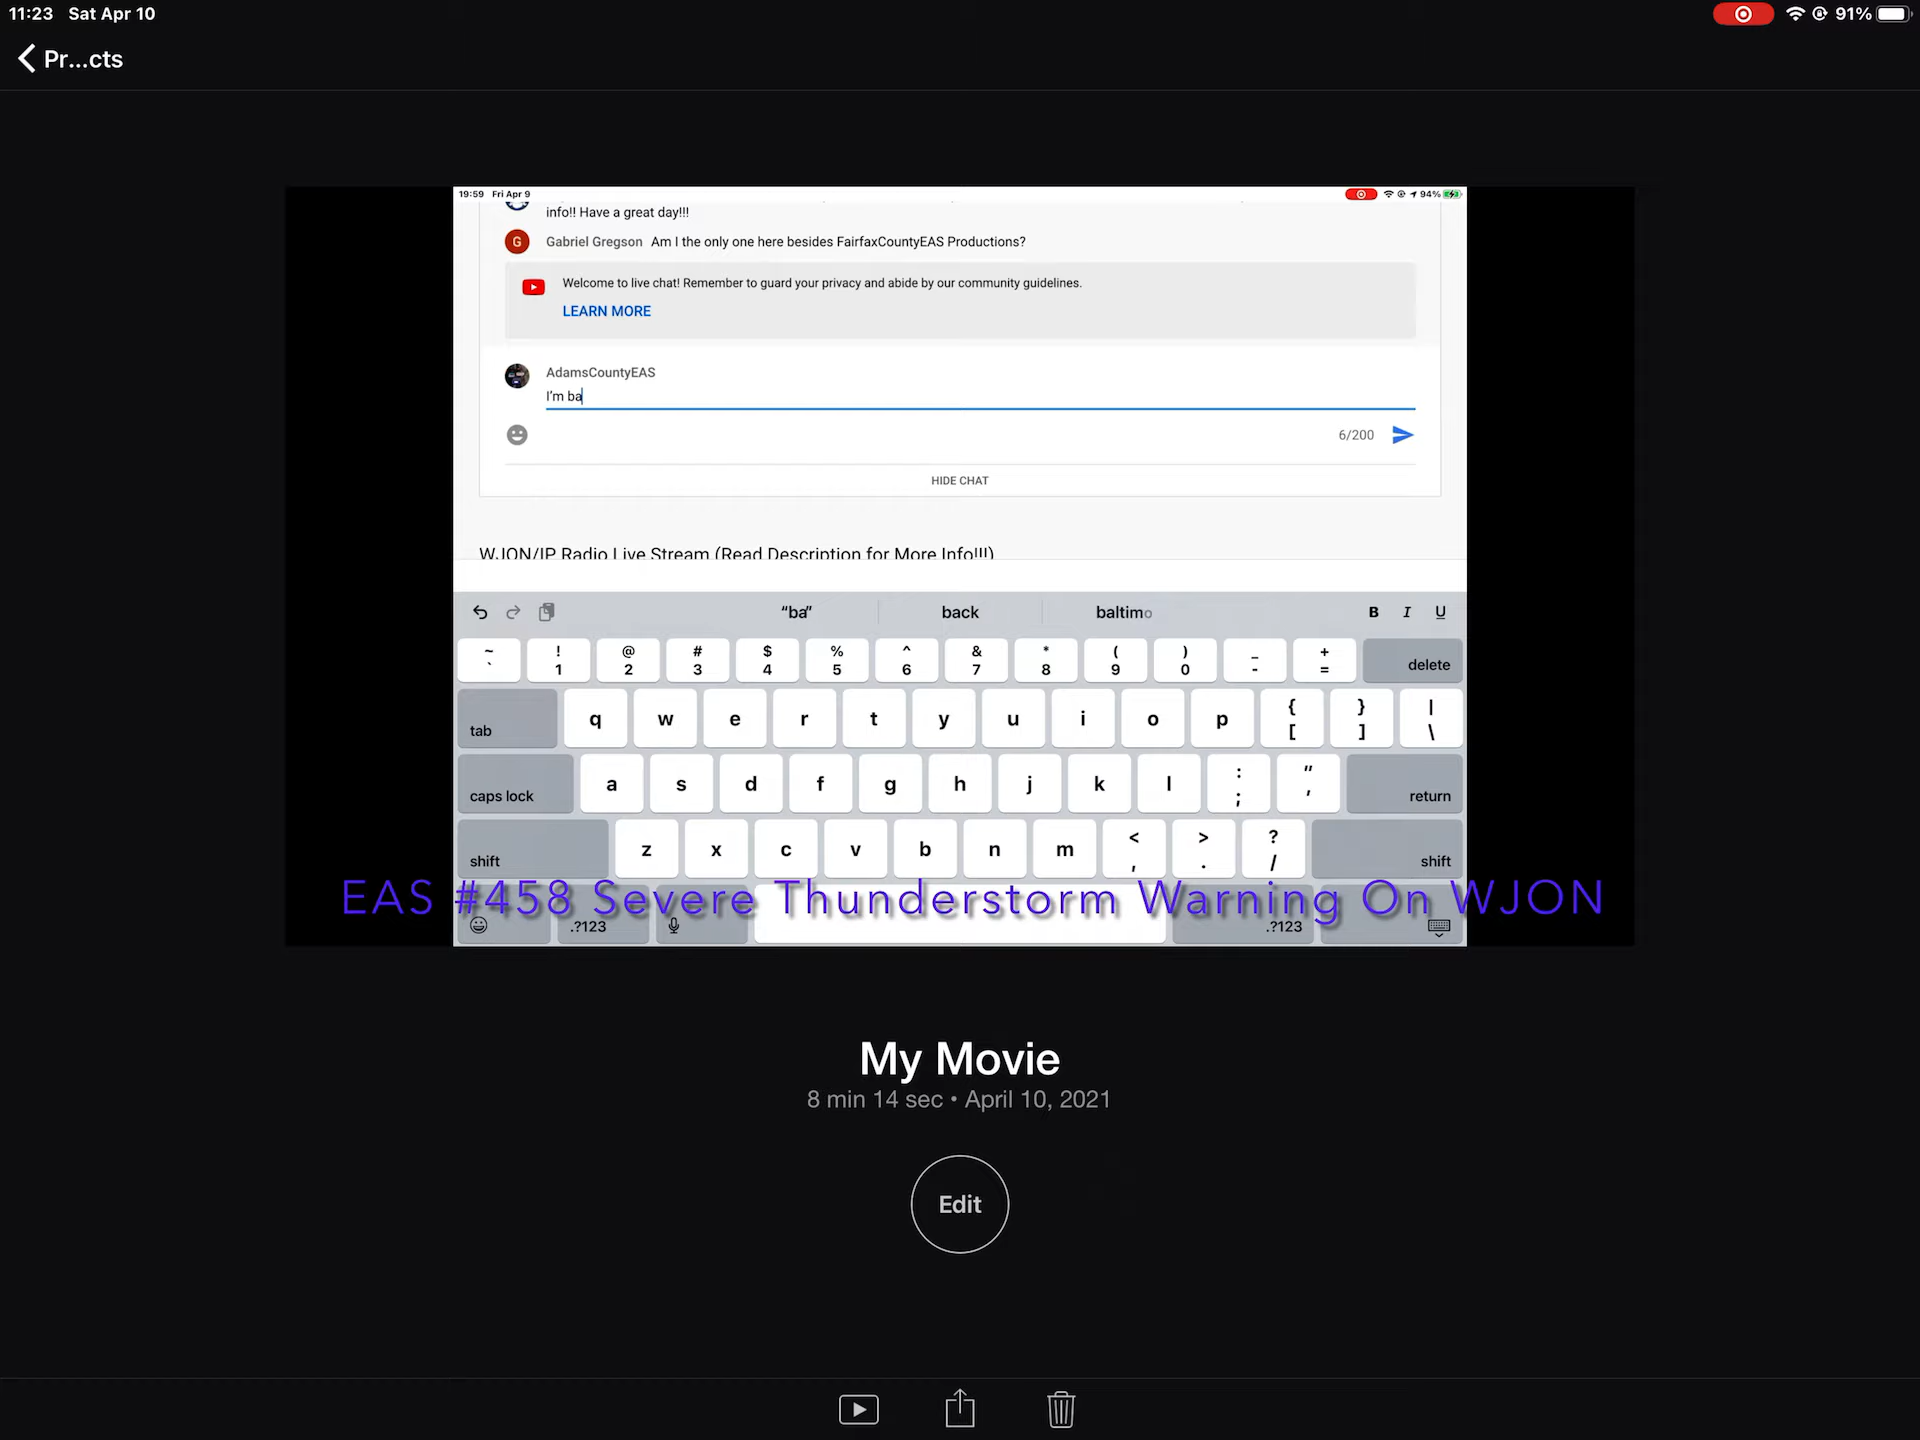 11:23 Sat Apr 10
91%
Pr...cts
19:59 Fri Apr 9
94%
info!! Have a great day!!!
G Gabriel Gregson Am I the only one here besides FairfaxCountyEAS Productions?
Welcome to live chat! Remember to guard your privacy and abide by our community guidelines.
LEARN MORE
AdamsCountyEAS
I'm ba
6/200
HIDE CHAT
WJON/IP Radio Live Stream (Read Description for More Info!!!)
“ba” back baltimo B I U
~ ! @ # $ % ^ & * ( ) _ +
` 1 2 3 4 5 6 7 8 9 0 - = delete
tab q w e r t y u i o p { [ } ] | \
caps lock a s d f g h j k l : ; " ' return
shift z x c v b n m < , > . ? / shift
EAS #458 Severe Thunderstorm Warning On WJON
.?123 .?123
My Movie
8 min 14 sec • April 10, 2021
Edit